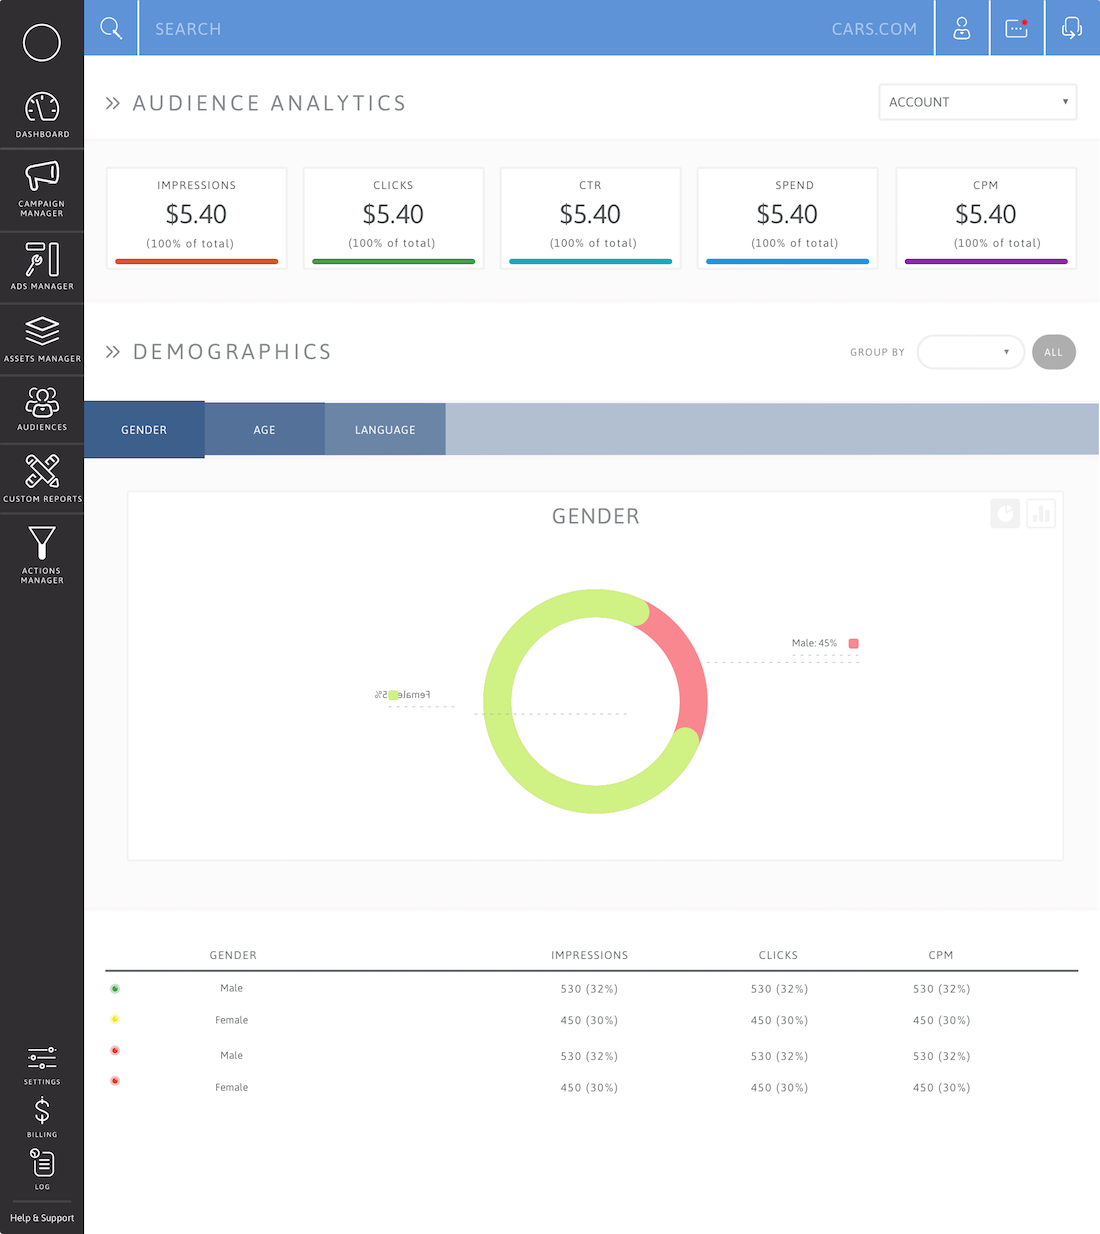 SEARCH
CARS.COM
DASHBOARD
CAMPAIGN
MANAGER
ADS MANAGER
ASSETS MANAGER
AUDIENCES
CUSTOM REPORTS
ACTIONS
MANAGER
SETTINGS
BILLING
LOG
Help & Support
» AUDIENCE ANALYTICS
ACCOUNT
IMPRESSIONS
$5.40
(100% of total)
CLICKS
$5.40
(100% of total)
CTR
$5.40
(100% of total)
SPEND
$5.40
(100% of total)
CPM
$5.40
(100% of total)
» DEMOGRAPHICS
GROUP BY
ALL
GENDER AGE LANGUAGE
GENDER
Male: 45%
Female 5%
GENDER IMPRESSIONS CLICKS CPM
Male 530 (32%) 530 (32%) 530 (32%)
Female 450 (30%) 450 (30%) 450 (30%)
Male 530 (32%) 530 (32%) 530 (32%)
Female 450 (30%) 450 (30%) 450 (30%)